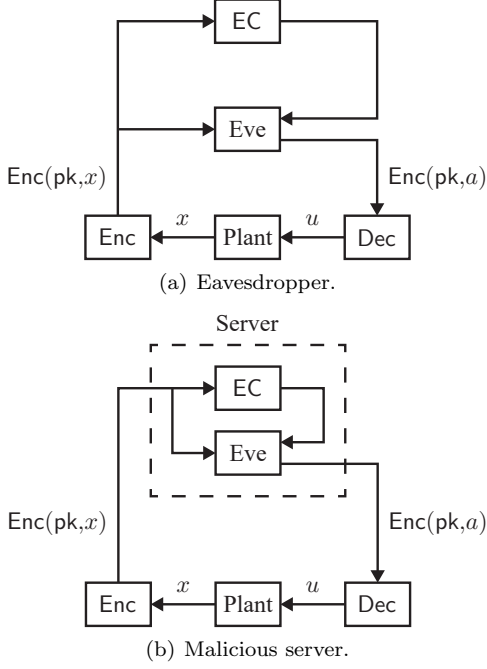 EC
Eve
Enc(pk,x)
Enc(pk,a)
Enc
x
Plant
u
Dec
(a) Eavesdropper.
Server
EC
Eve
Enc(pk,x)
Enc(pk,a)
Enc
x
Plant
u
Dec
(b) Malicious server.